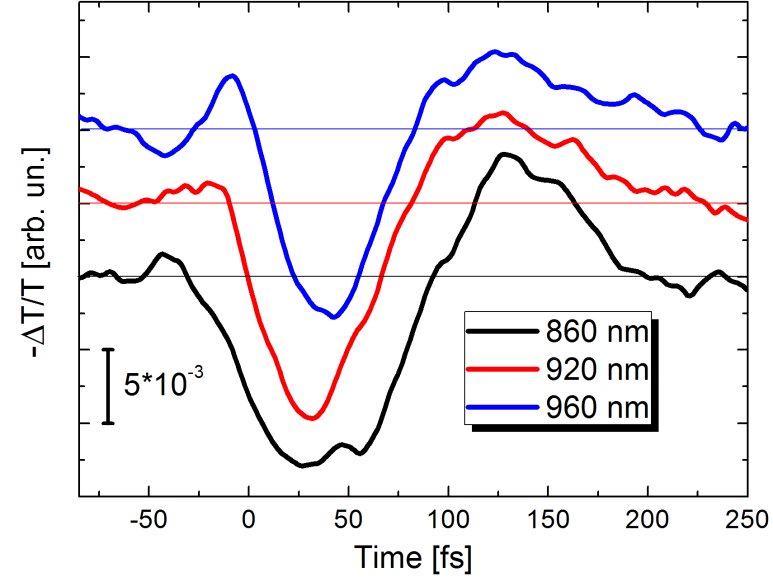 -ΔT/T [arb. un.]
5*10⁻³
860 nm
920 nm
960 nm
-50 0 50 100 150 200 250
Time [fs]